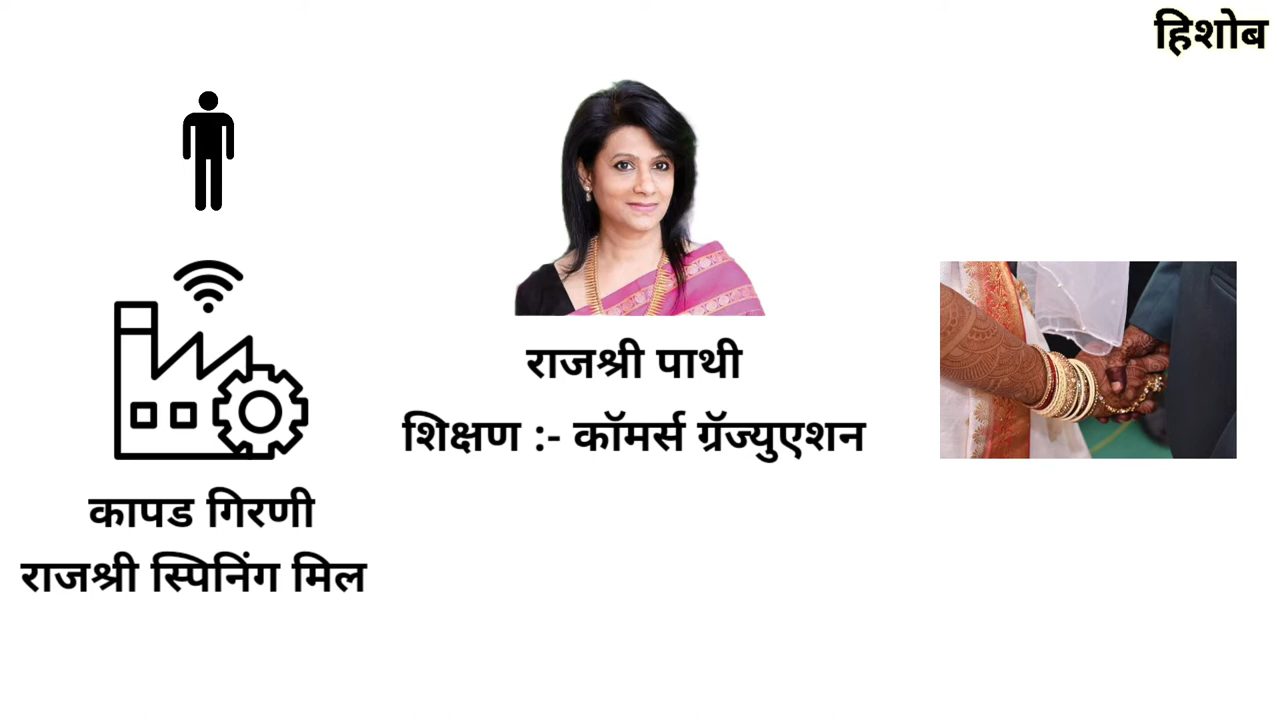 हिशोब
राजश्री पाथी
शिक्षण :- कॉमर्स ग्रॅज्युएशन
कापड गिरणी
राजश्री स्पिनिंग मिल